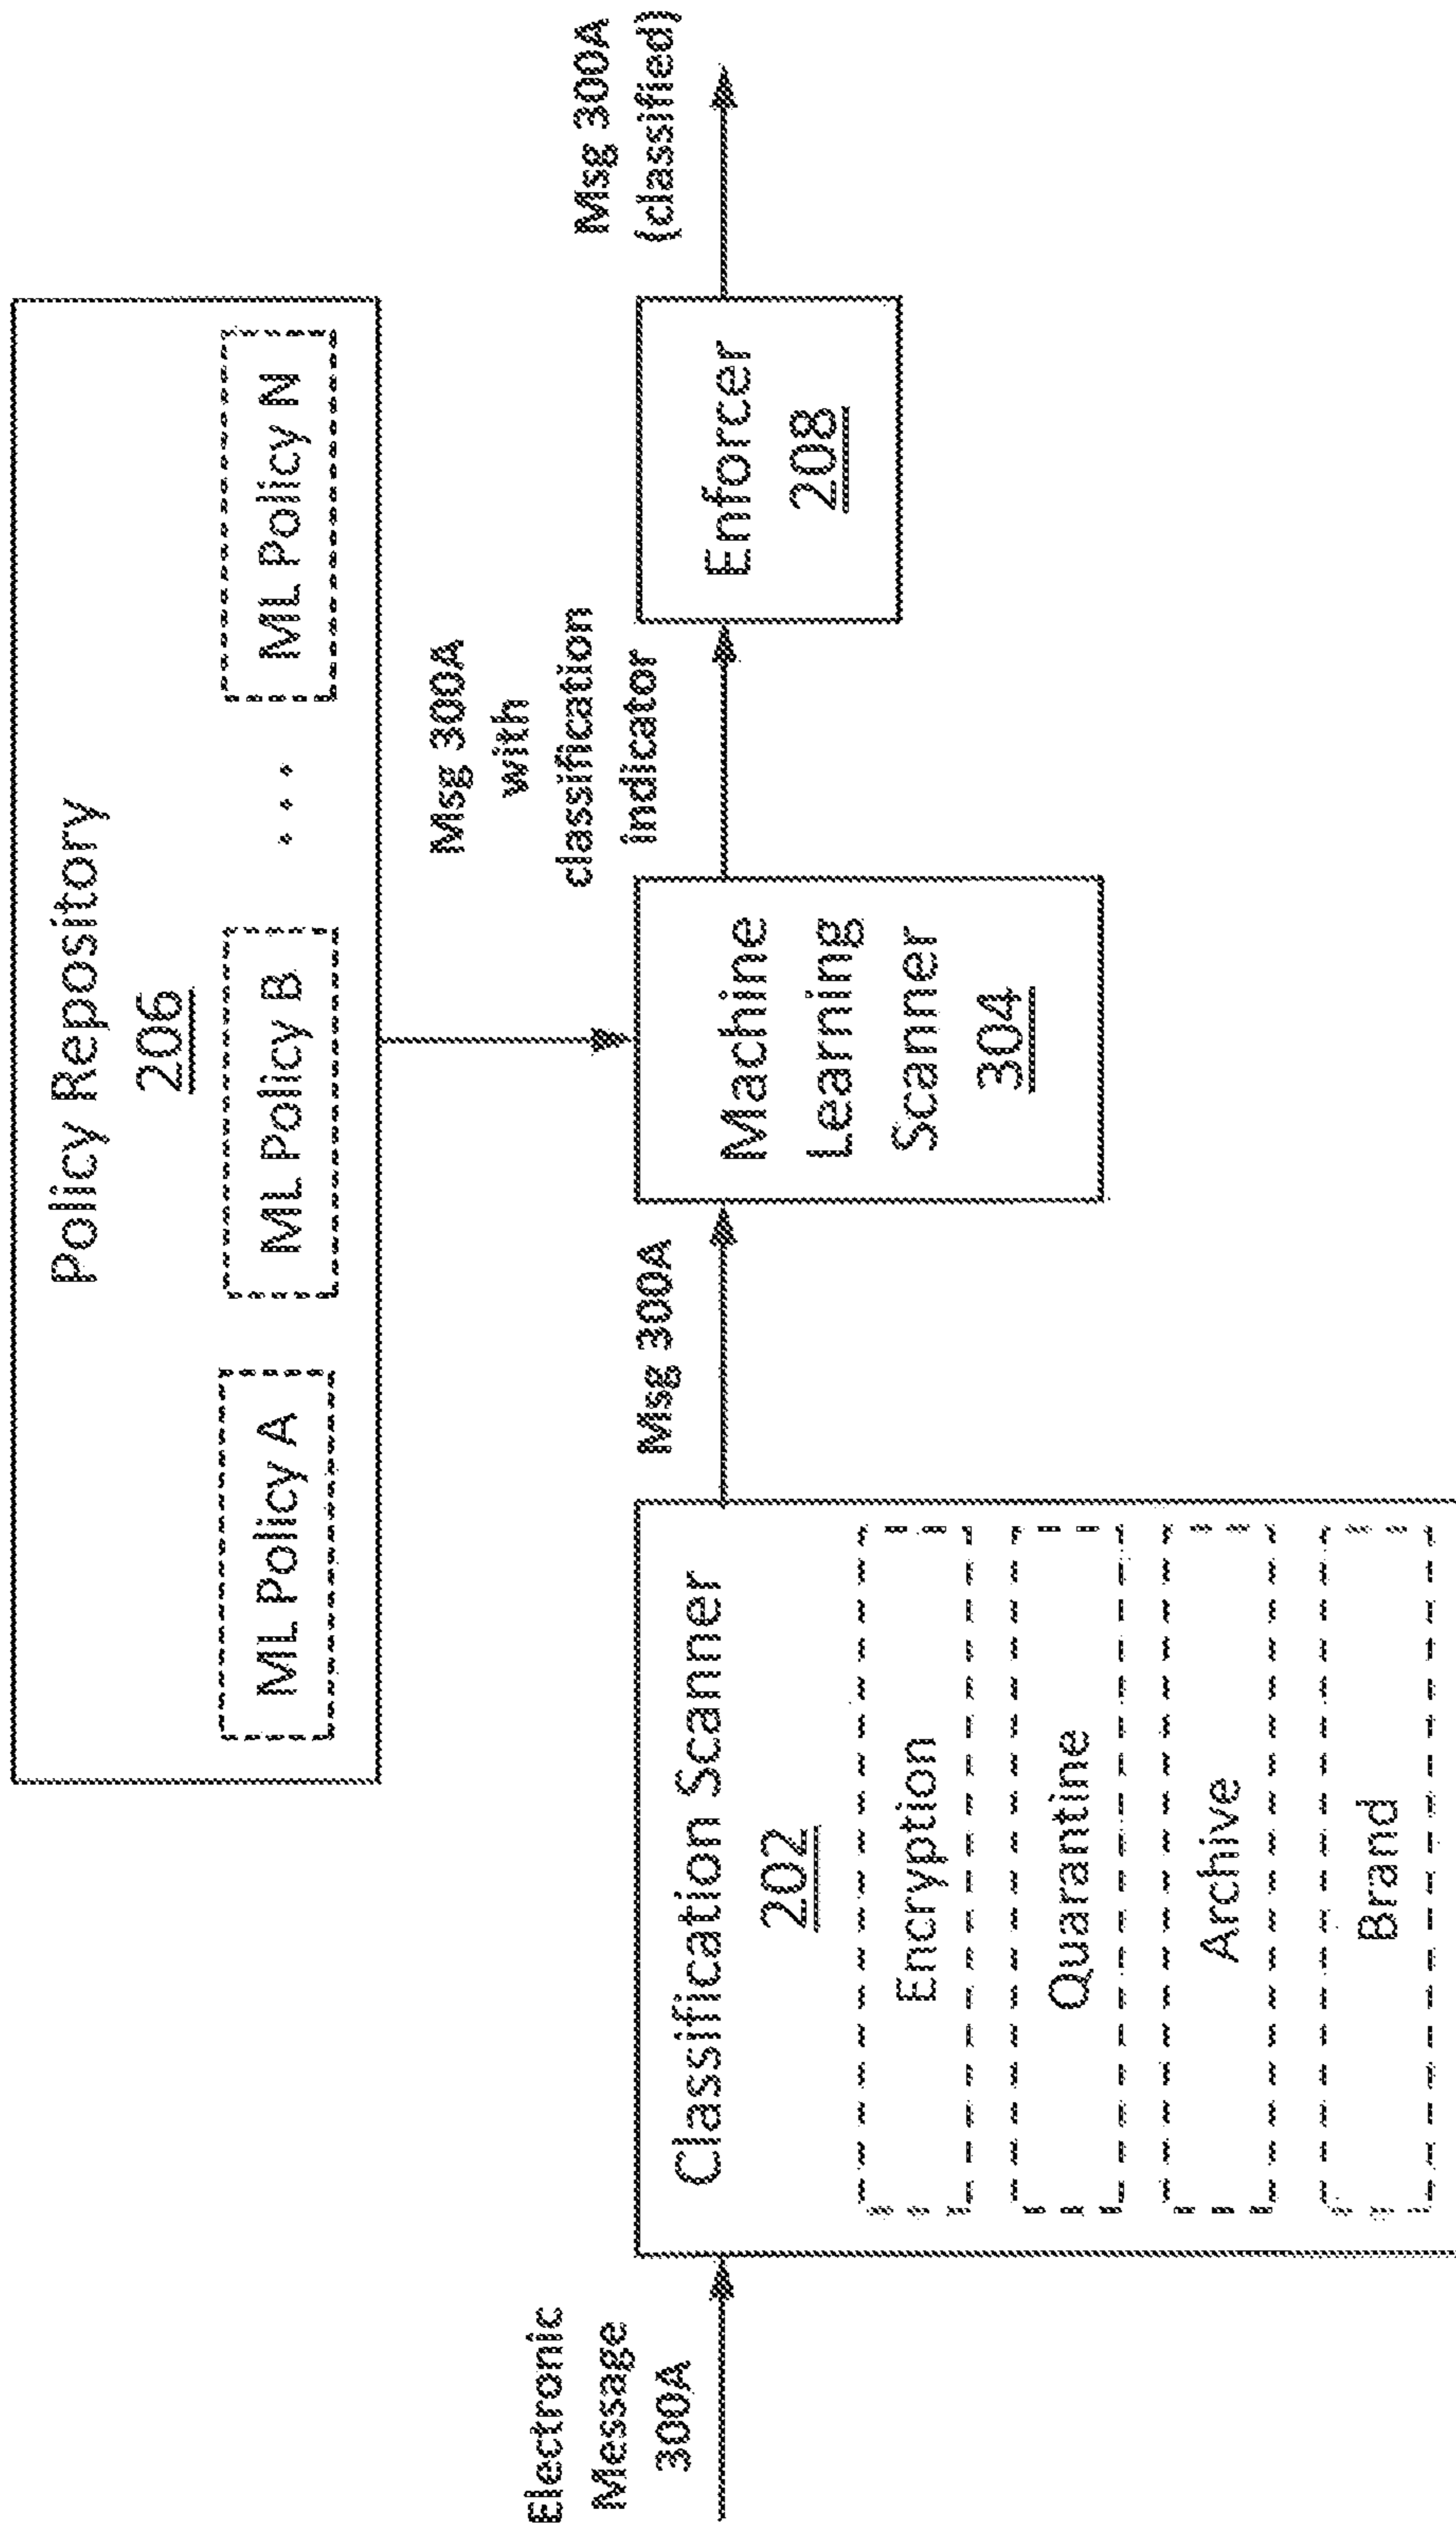 Policy Repository
206
ML Policy A
ML Policy B
...
ML Policy N
Electronic
Message
300A
Classification Scanner
202
Encryption
Quarantine
Archive
Brand
Msg 300A
Machine
Learning
Scanner
304
Msg 300A
with
classification
indicator
Enforcer
208
Msg 300A
(classified)